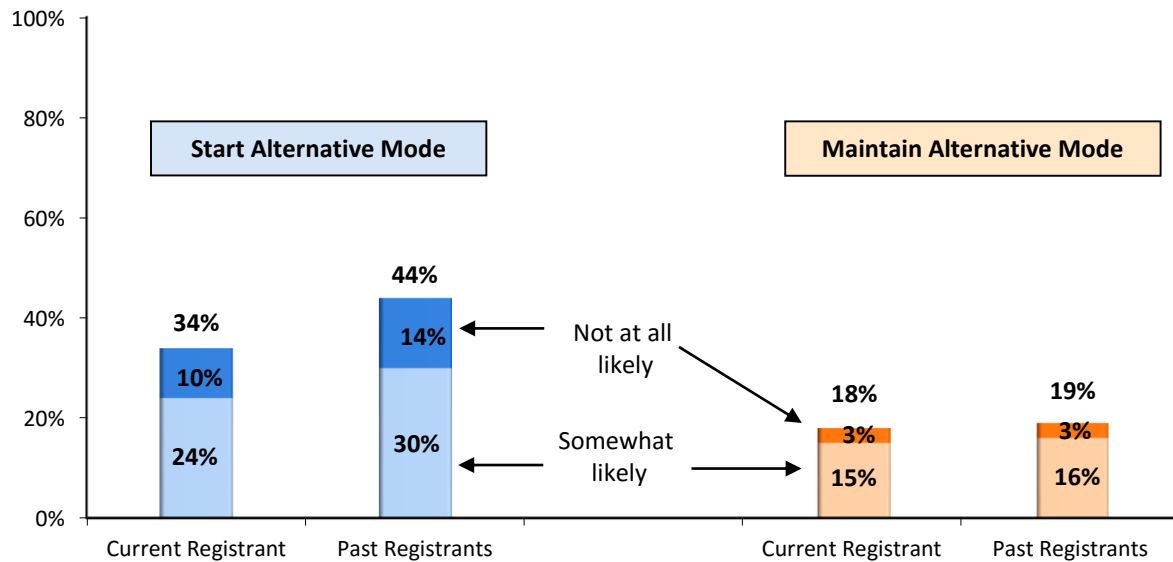 100%
80%
60%
40%
20%
0%
Start Alternative Mode
Maintain Alternative Mode
34%
10%
24%
44%
14%
30%
Not at all
likely
Somewhat
likely
18%
3%
15%
19%
3%
16%
Current Registrant
Past Registrants
Current Registrant
Past Registrants